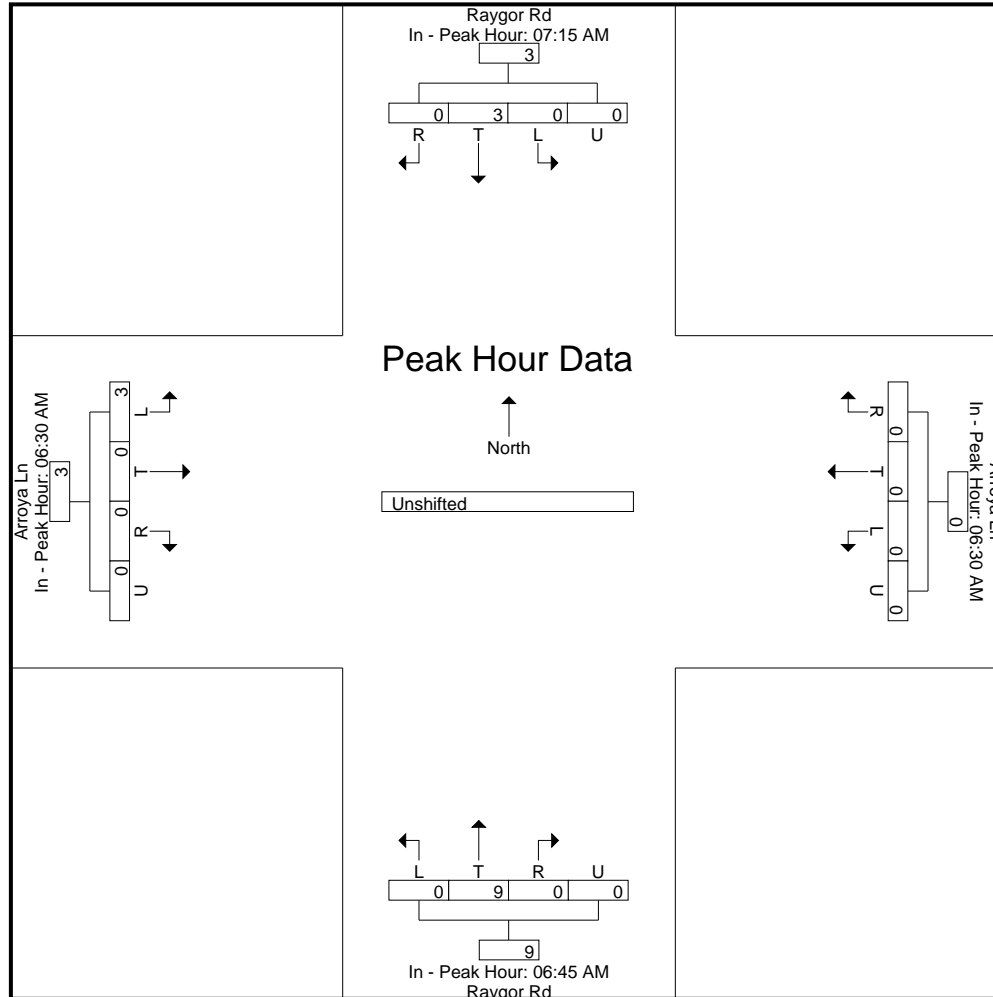 Raygor Rd
In - Peak Hour: 07:15 AM
3
0 3 0 0
R T L U
Peak Hour Data
North
Unshifted
Arroya Ln
In - Peak Hour: 06:30 AM
3
3 0 0 0
L T R U
In - Peak Hour: 06:30 AM
0
0 0 0 0
R T L U
L T R U
0 9 0 0
9
In - Peak Hour: 06:45 AM
Raygor Rd